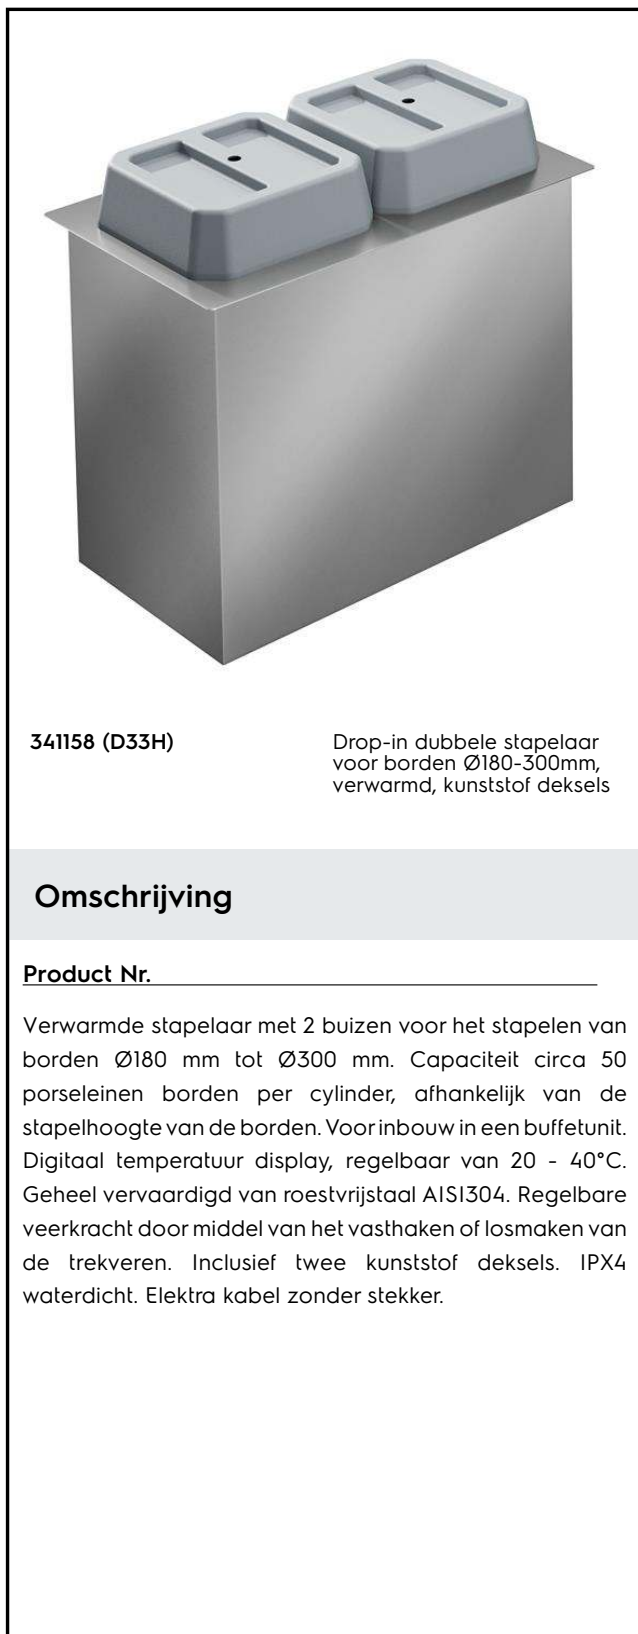 341158 (D33H)
Drop-in dubbele stapelaar
voor borden Ø180-300mm,
verwarmd, kunststof deksels
Omschrijving
Product Nr.
Verwarmde stapelaar met 2 buizen voor het stapelen van
borden Ø180 mm tot Ø300 mm. Capaciteit circa 50
porseleinen borden per cylinder, afhankelijk van de
stapelhoogte van de borden. Voor inbouw in een buffetunit.
Digitaal temperatuur display, regelbaar van 20 - 40°C.
Geheel vervaardigd van roestvrijstaal AISI304. Regelbare
veerkracht door middel van het vasthaken of losmaken van
de trekveren. Inclusief twee kunststof deksels. IPX4
waterdicht. Elektra kabel zonder stekker.